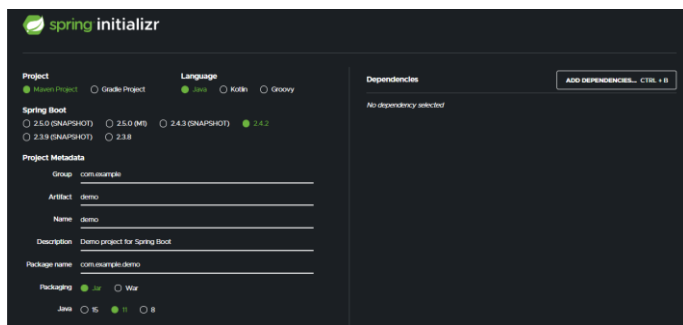 spring initializr
Project
Maven Project Gradle Project
Language
Java Kotlin Groovy
Spring Boot
2.5.0 (SNAPSHOT) 2.5.0 (M1) 2.4.3 (SNAPSHOT) 2.4.2
2.3.9 (SNAPSHOT) 2.3.8
Project Metadata
Group com.example
Artifact demo
Name demo
Description Demo project for Spring Boot
Package name com.example.demo
Packaging Jar War
Java 15 11 8
Dependencies
ADD DEPENDENCIES... CTRL + B
No dependency selected